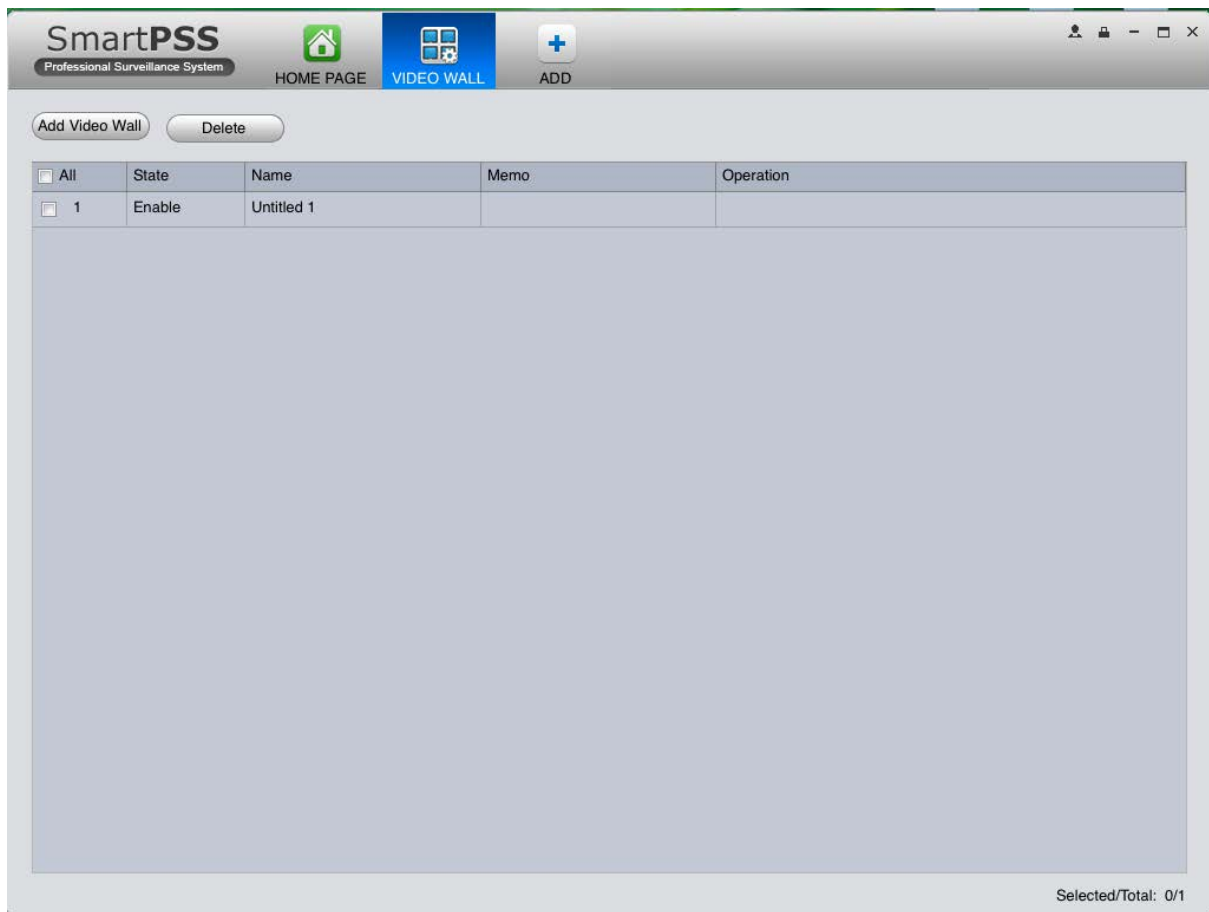 SmartPSS
Professional Surveillance System
HOME PAGE
VIDEO WALL
ADD
Add Video Wall
Delete
All State Name Memo Operation
1 Enable Untitled 1
Selected/Total: 0/1